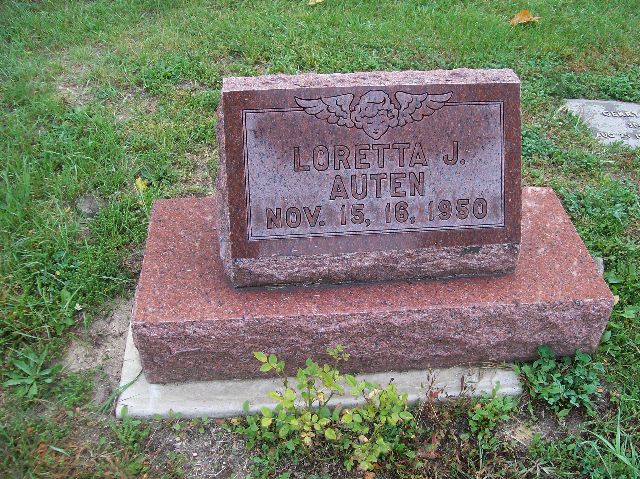 LORETTA J.
AUTEN
NOV. 15, 16, 1950